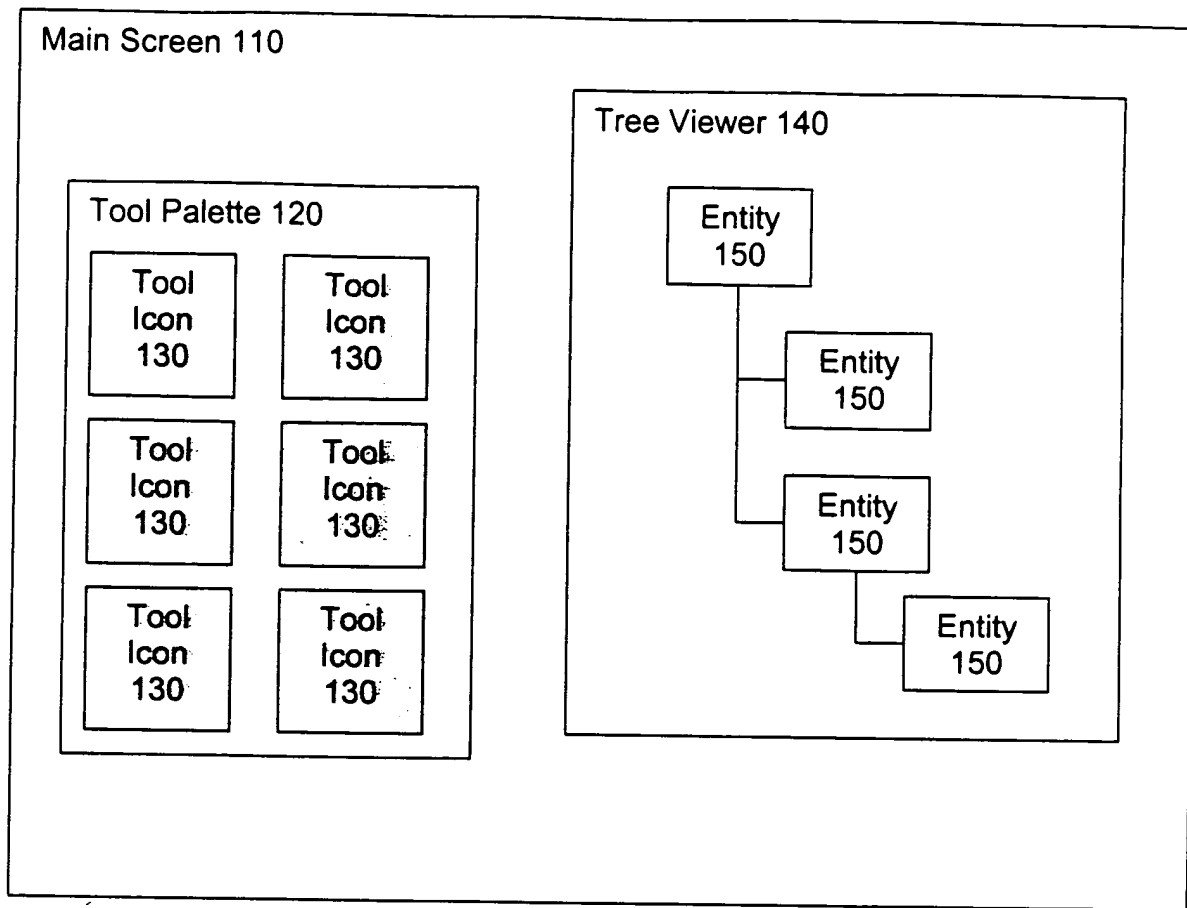 Main Screen 110
Tool Palette 120
Tool
Icon
130
Tool
Icon
130
Tool
Icon
130
Tool
Icon
130
Tool
Icon
130
Tool
Icon
130
Tree Viewer 140
Entity
150
Entity
150
Entity
150
Entity
150